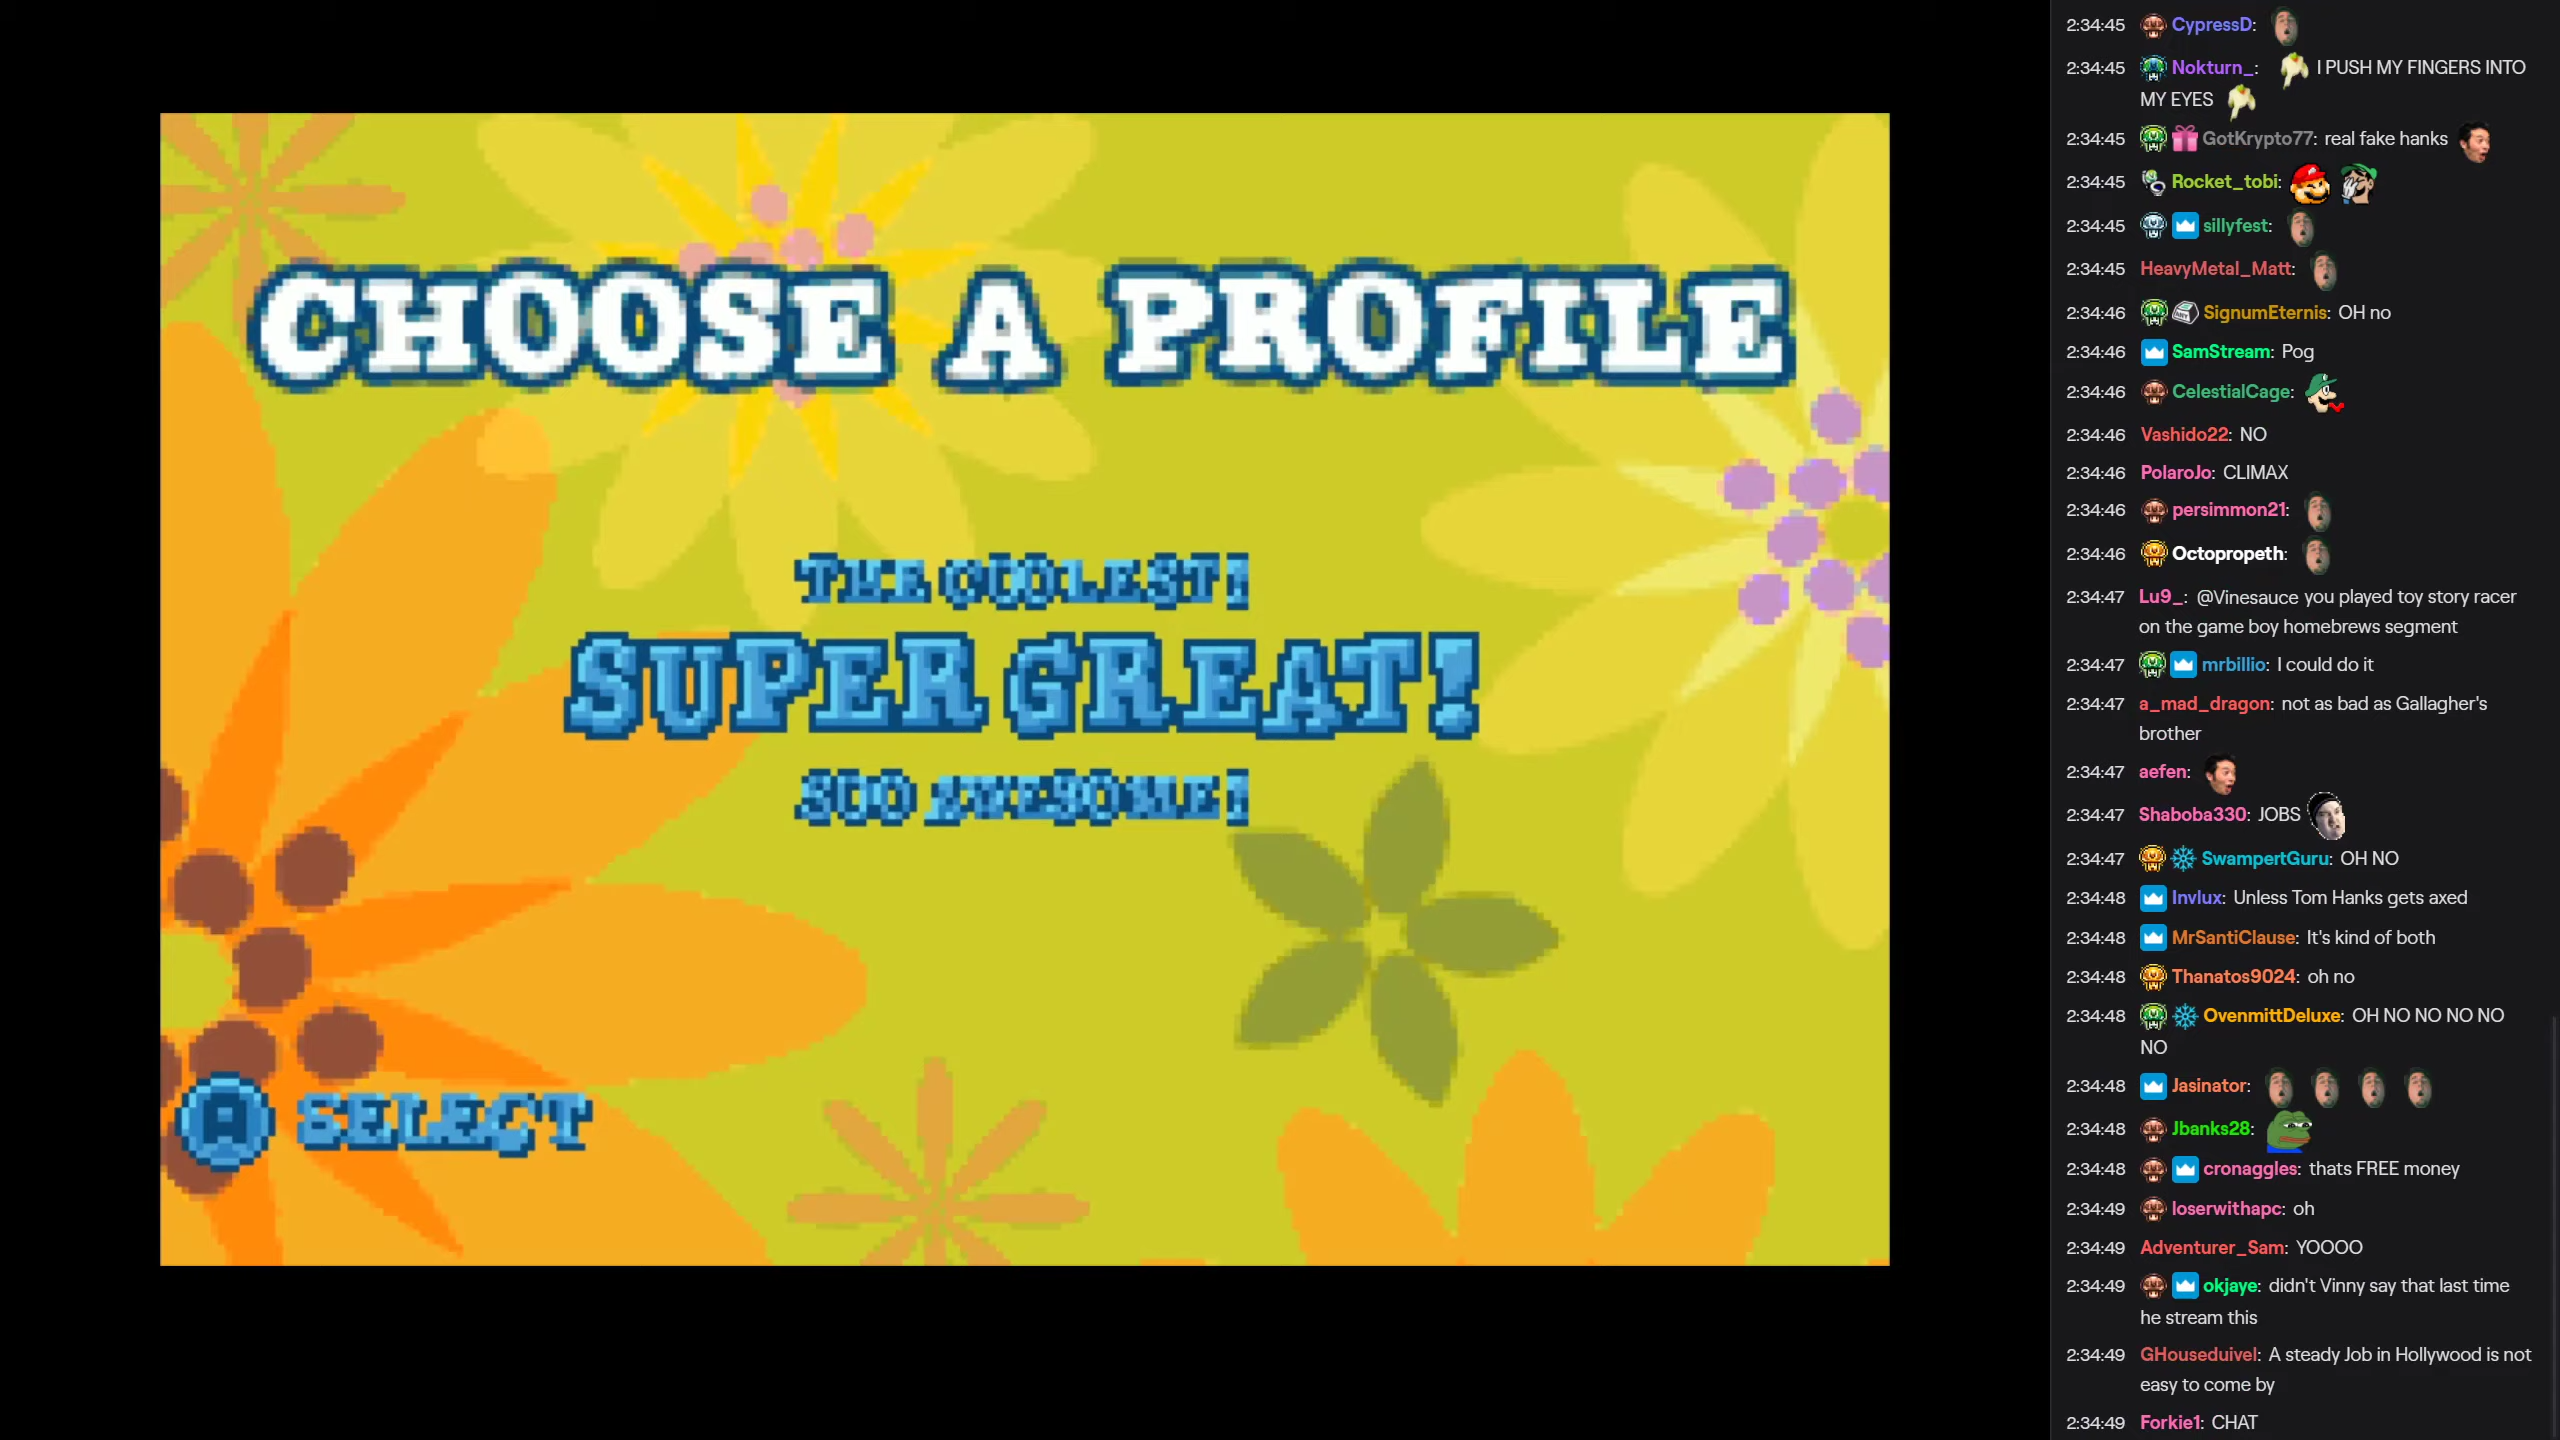 CHOOSE A PROFILE
THE COOLEST!
SUPER GREAT!
SOO AWESOME!
A SELECT
2:34:45 CypressD:
2:34:45 Nokturn_: I PUSH MY FINGERS INTO
MY EYES
2:34:45 GotKrypto77: real fake hanks
2:34:45 Rocket_tobi:
2:34:45 sillyfest:
2:34:45 HeavyMetal_Matt:
2:34:46 SignumEternis: OH no
2:34:46 SamStream: Pog
2:34:46 CelestialCage:
2:34:46 Vashido22: NO
2:34:46 PolaroJo: CLIMAX
2:34:46 persimmon21:
2:34:46 Octopropeth:
2:34:47 Lu9_: @Vinesauce you played toy story racer
on the game boy homebrews segment
2:34:47 mrbillio: I could do it
2:34:47 a_mad_dragon: not as bad as Gallagher's
brother
2:34:47 aefen:
2:34:47 Shaboba330: JOBS
2:34:47 SwampertGuru: OH NO
2:34:48 Invlux: Unless Tom Hanks gets axed
2:34:48 MrSantiClause: It's kind of both
2:34:48 Thanatos9024: oh no
2:34:48 OvenmittDeluxe: OH NO NO NO NO
NO
2:34:48 Jasinator:
2:34:48 Jbanks28:
2:34:48 cronaggles: thats FREE money
2:34:49 loserwithapc: oh
2:34:49 Adventurer_Sam: YOOOO
2:34:49 okjaye: didn't Vinny say that last time
he stream this
2:34:49 GHouseduivel: A steady Job in Hollywood is not
easy to come by
2:34:49 Forkie1: CHAT